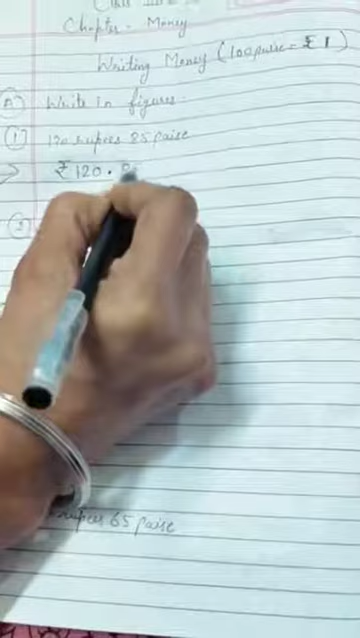 Chapter - Money
Writing Money (100 paise = ₹ 1)
(A) Write in figures.
(1) 120 rupees 85 paise
₹ 120.8
(2)
rupees 65 paise